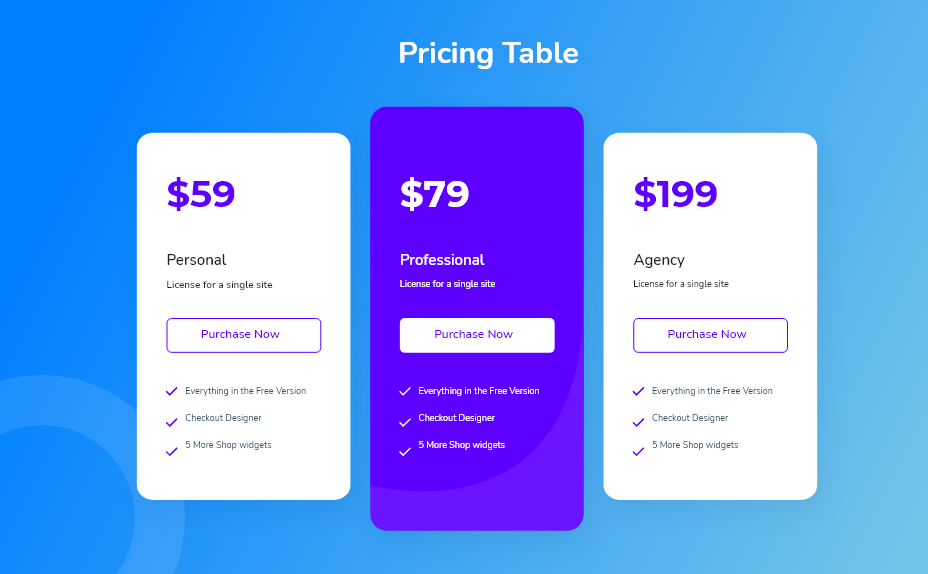 Pricing Table
$59
Personal
License for a single site
Purchase Now
Everything in the Free Version
Checkout Designer
5 More Shop widgets
$79
Professional
License for a single site
Purchase Now
Everything in the Free Version
Checkout Designer
5 More Shop widgets
$199
Agency
License for a single site
Purchase Now
Everything in the Free Version
Checkout Designer
5 More Shop widgets